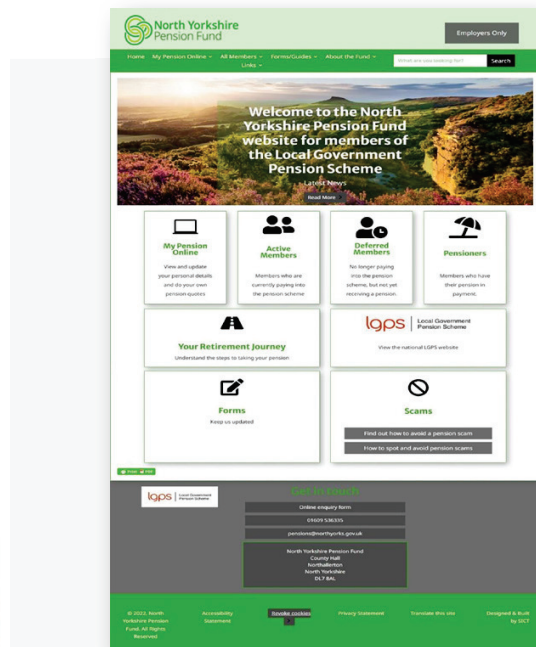 North Yorkshire
Pension Fund
Employers Only
Home My Pension Online All Members Forms/Guides About the Fund
Links
What are you looking for?
Search
Welcome to the North
Yorkshire Pension Fund
website for members of
the Local Government
Pension Scheme
Latest News
Read More
My Pension
Online
View and update
your personal details
and do your own
pension quotes
Active
Members
Members who are
currently paying into
the pension scheme
Deferred
Members
No longer paying
into the pension
scheme, but not yet
receiving a pension.
Pensioners
Members who have
their pension in
payment.
Your Retirement Journey
Understand the steps to taking your pension
lgps Local Government
Pension Scheme
View the national LGPS website
Forms
Keep us updated
Scams
Find out how to avoid a pension scam
How to spot and avoid pension scams
lgps Local Government
Pension Scheme
Get in touch
Online enquiry form
01609 536335
pensions@northyorks.gov.uk
North Yorkshire Pension Fund
County Hall
Northallerton
North Yorkshire
DL7 8AL
© 2022, North
Yorkshire Pension
Fund, All Rights
Reserved
Accessibility
Statement
Revoke cookies
Privacy Statement
Translate this site
Designed & Built
by SICT